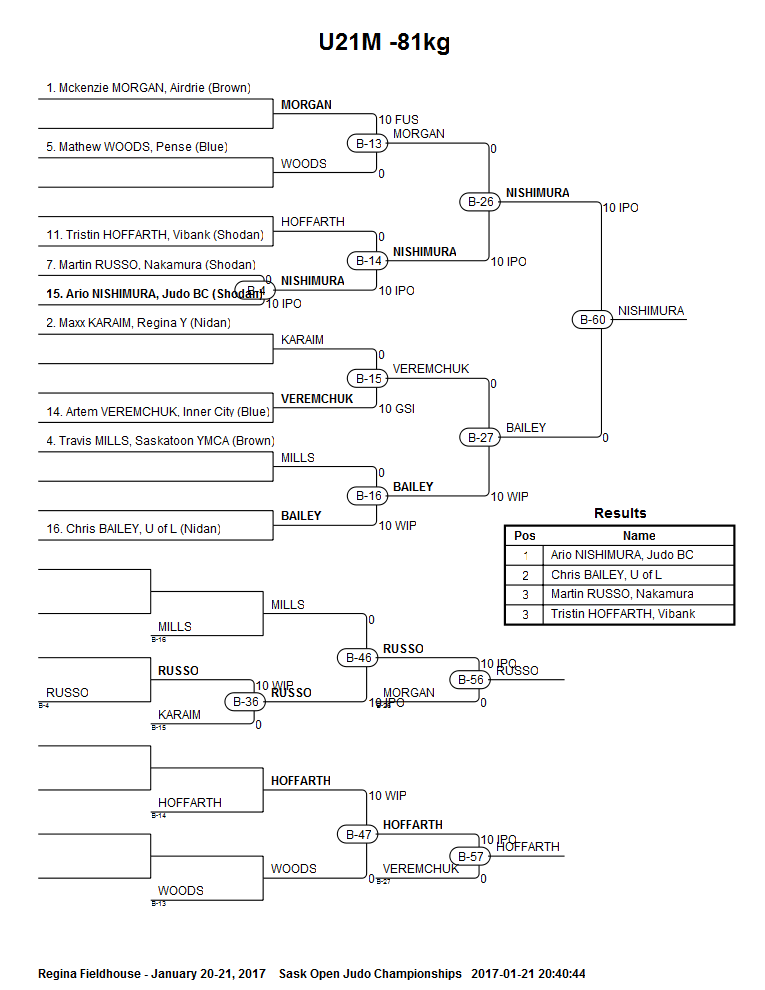 U21M -81kg
1. Mckenzie MORGAN, Airdrie (Brown)
MORGAN
10 FUS
B-13
MORGAN
5. Mathew WOODS, Pense (Blue)
0
WOODS
0
B-26
NISHIMURA
10 IPO
HOFFARTH
11. Tristin HOFFARTH, Vibank (Shodan)
0
B-14
NISHIMURA
10 IPO
7. Martin RUSSO, Nakamura (Shodan)
0
NISHIMURA
B-4
10 IPO
15. Ario NISHIMURA, Judo BC (Shodan)
10 IPO
B-60
NISHIMURA
2. Maxx KARAIM, Regina Y (Nidan)
KARAIM
0
B-15
VEREMCHUK
0
VEREMCHUK
10 GSI
14. Artem VEREMCHUK, Inner City (Blue)
BAILEY
B-27
0
4. Travis MILLS, Saskatoon YMCA (Brown)
MILLS
0
B-16
BAILEY
10 WIP
BAILEY
10 WIP
16. Chris BAILEY, U of L (Nidan)
Results
Pos Name
1 Ario NISHIMURA, Judo BC
2 Chris BAILEY, U of L
3 Martin RUSSO, Nakamura
3 Tristin HOFFARTH, Vibank
MILLS
0
MILLS
B-16
B-46
RUSSO
10 IPO
RUSSO
B-56
RUSSO
10 WIP
RUSSO
B-4
B-36
RUSSO
10 IPO
MORGAN
0
KARAIM
B-15
0
HOFFARTH
10 WIP
HOFFARTH
B-14
B-47
HOFFARTH
10 IPO
HOFFARTH
B-57
WOODS
0
VEREMCHUK
B-27
0
WOODS
B-13
Regina Fieldhouse - January 20-21, 2017 Sask Open Judo Championships 2017-01-21 20:40:44